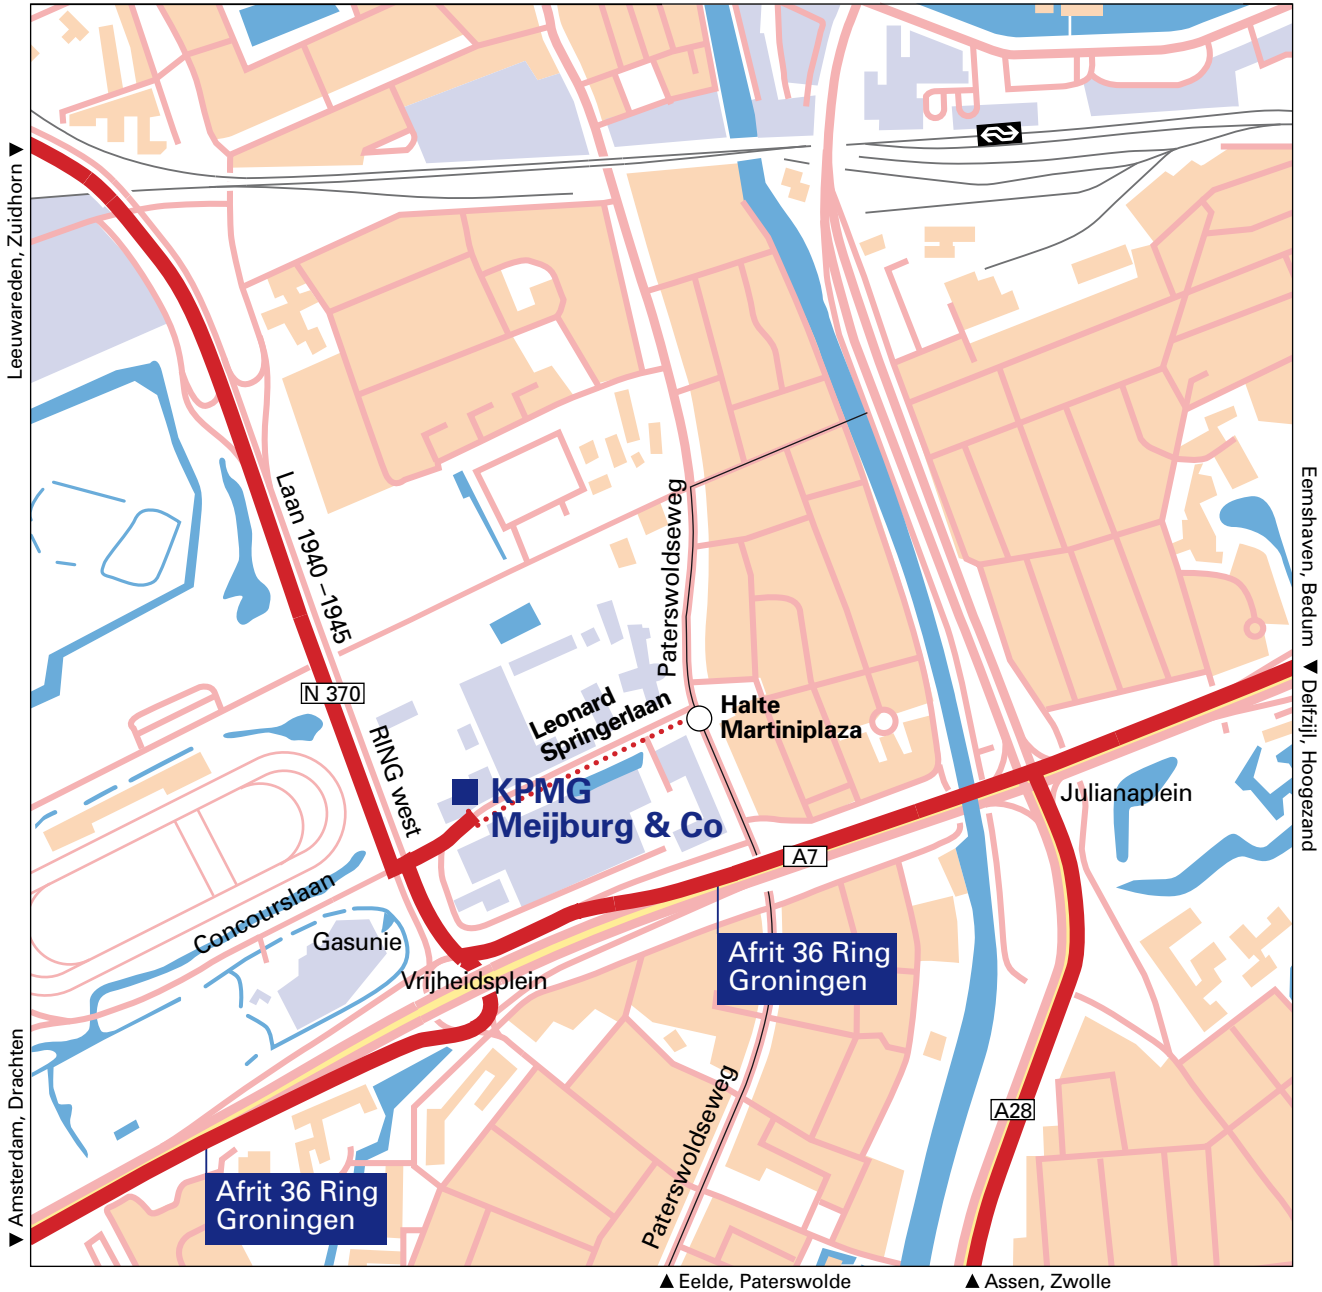 Leeuwareden, Zuidhorn ▼
Laan 1940 –1945
Paterswoldseweg
Eemshaven, Bedum ▼ Delfzijl, Hoogezand
N 370
Leonard
Springerlaan
Halte
Martiniplaza
RING west
KPMG
Meijburg & Co
Julianaplein
A7
Concourslaan
Gasunie
Vrijheidsplein
Afrit 36 Ring
Groningen
▼ Amsterdam, Drachten
Paterswoldseweg
A28
Afrit 36 Ring
Groningen
▲ Eelde, Paterswolde
▲ Assen, Zwolle